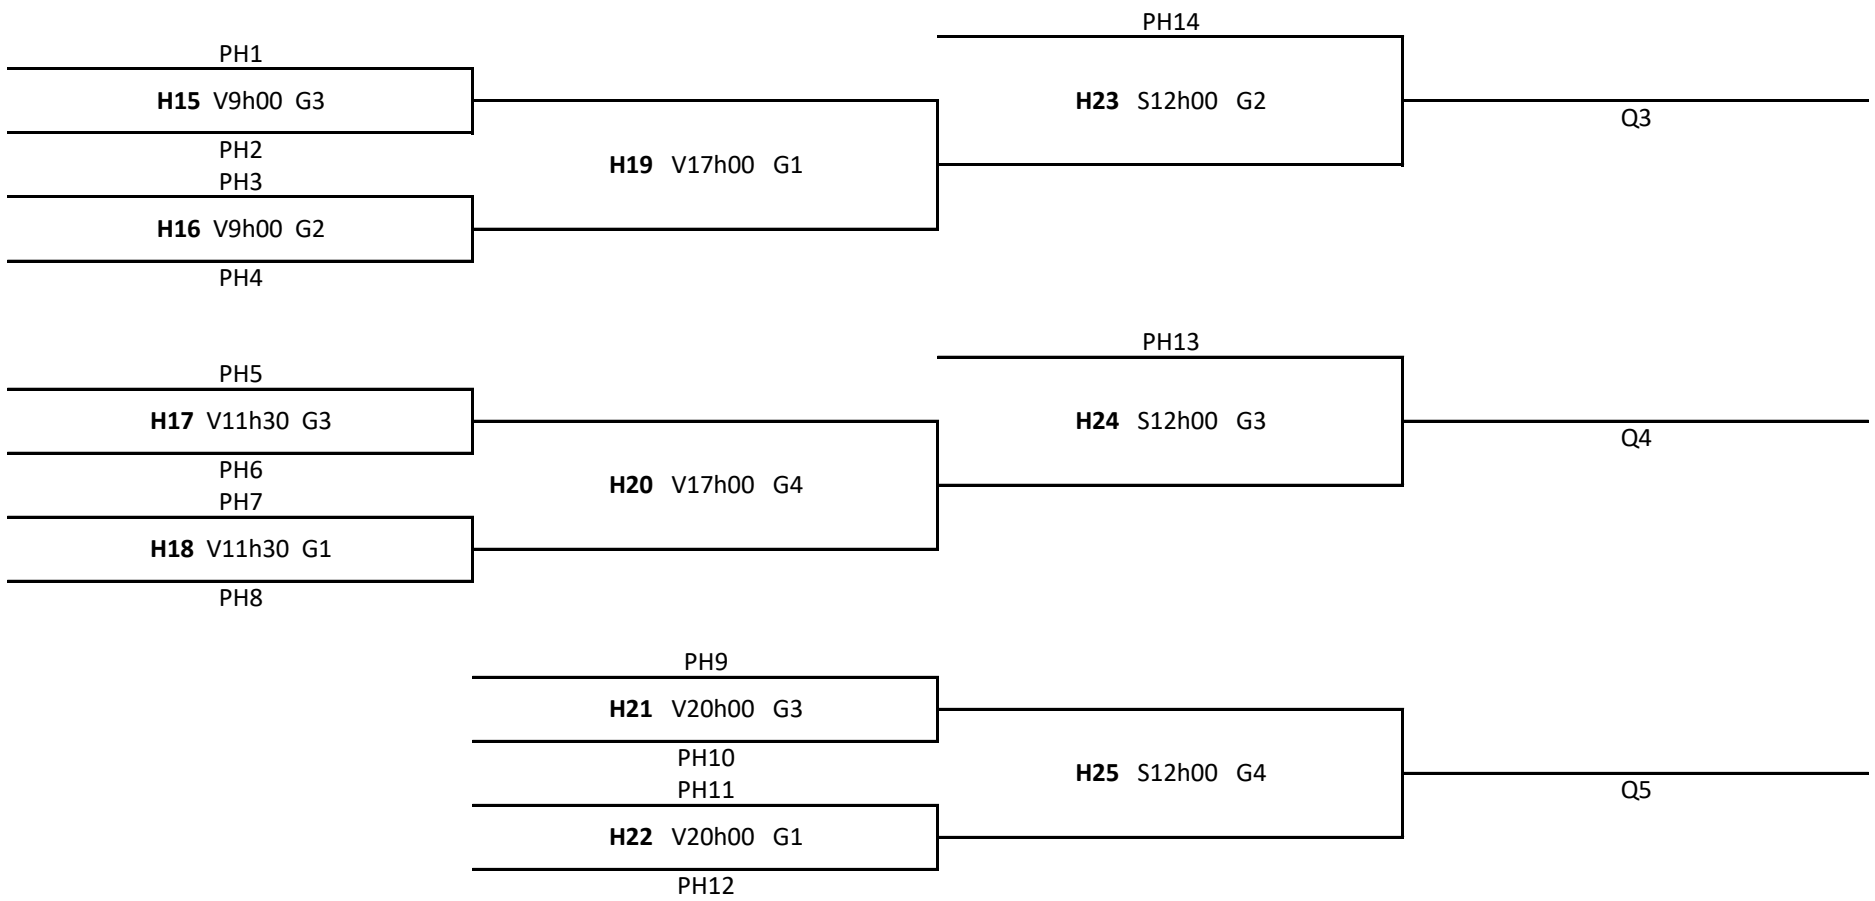 PH14
PH1
H15 V9h00 G3
H23 S12h00 G2
Q3
PH2
H19 V17h00 G1
PH3
H16 V9h00 G2
PH4
PH13
PH5
H17 V11h30 G3
H24 S12h00 G3
Q4
PH6
H20 V17h00 G4
PH7
H18 V11h30 G1
PH8
PH9
H21 V20h00 G3
PH10
H25 S12h00 G4
PH11
Q5
H22 V20h00 G1
PH12